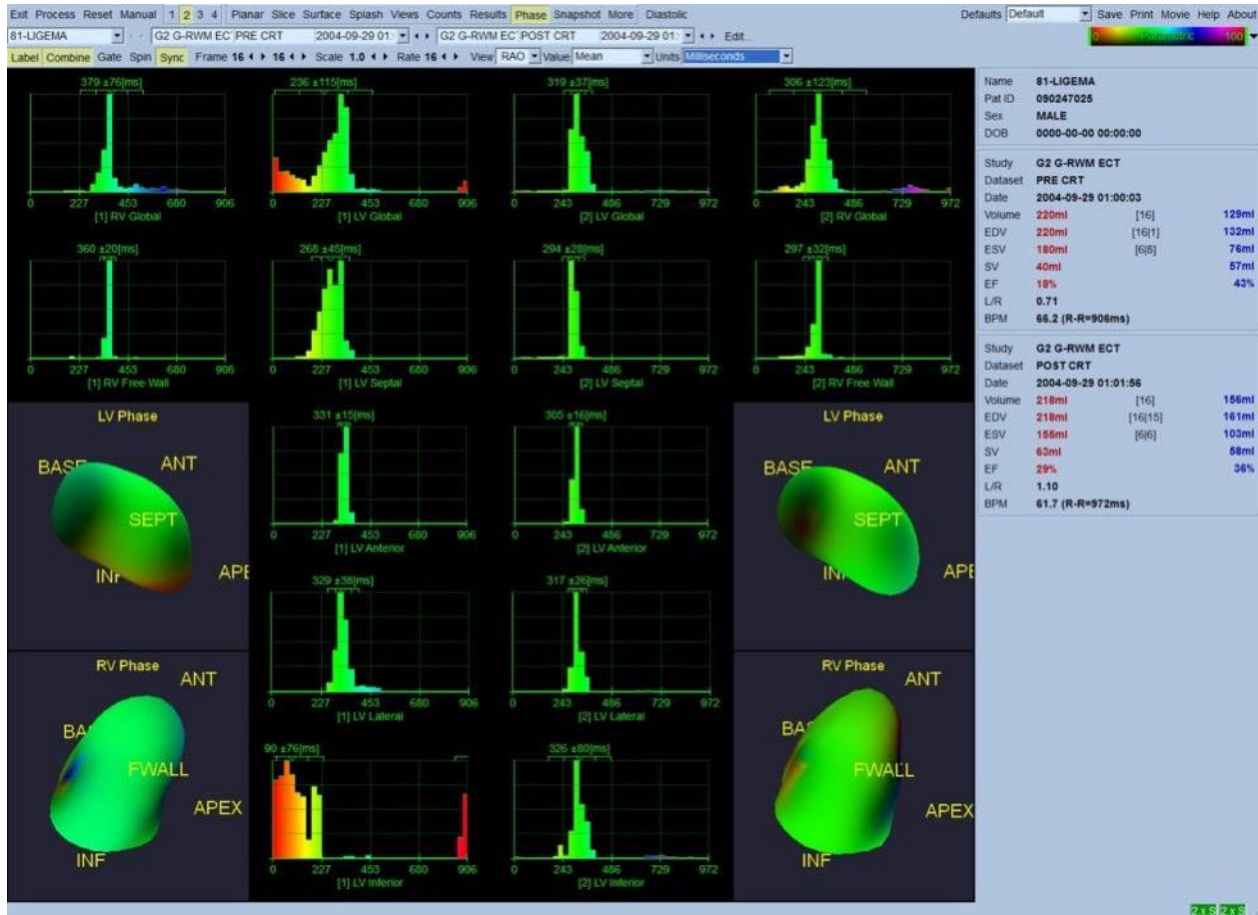 Exit Process Reset Manual 1 2 3 4 Planar Slice Surface Splash Views Counts Results Phase Snapshot More Diastolic Defaults Default Save Print Movie Help About
81-LIGEMA G2 G-RWM EC PRE CRT 2004-09-29 01: G2 G-RWM EC POST CRT 2004-09-29 01: Edit... 0 Parametric 100
Label Combine Gate Spin Sync Frame 16 16 Scale 1.0 Rate 16 View RAO Value Mean Units Milliseconds
379 ±76[ms] 236 ±115[ms] 319 ±37[ms] 306 ±123[ms]
0 227 453 680 906 0 227 453 680 906 0 243 486 729 972 0 243 486 729 972
[1] RV Global [1] LV Global [2] LV Global [2] RV Global
360 ±20[ms] 268 ±45[ms] 294 ±28[ms] 297 ±32[ms]
0 227 453 680 906 0 227 453 680 906 0 243 486 729 972 0 243 486 729 972
[1] RV Free Wall [1] LV Septal [2] LV Septal [2] RV Free Wall
LV Phase
BASE ANT
SEPT
INF APE
331 ±15[ms] 305 ±16[ms]
0 227 453 680 906 0 243 486 729 972
[1] LV Anterior [2] LV Anterior
LV Phase
BASE ANT
SEPT
INF APE
329 ±38[ms] 317 ±26[ms]
0 227 453 680 906 0 243 486 729 972
[1] LV Lateral [2] LV Lateral
RV Phase
ANT
BA
FWALL
APEX
INF
90 ±76[ms] 326 ±80[ms]
0 227 453 680 906 0 243 486 729 972
[1] LV Inferior [2] LV Inferior
RV Phase
ANT
BAS
FWALL
APEX
INF
Name 81-LIGEMA
Pat ID 090247025
Sex MALE
DOB 0000-00-00 00:00:00
Study G2 G-RWM ECT
Dataset PRE CRT
Date 2004-09-29 01:00:03
Volume 220ml [16] 129ml
EDV 220ml [16|1] 132ml
ESV 180ml [6|8] 76ml
SV 40ml 57ml
EF 18% 43%
L/R 0.71
BPM 66.2 (R-R=906ms)
Study G2 G-RWM ECT
Dataset POST CRT
Date 2004-09-29 01:01:56
Volume 218ml [16] 156ml
EDV 218ml [16|15] 161ml
ESV 155ml [6|6] 103ml
SV 63ml 58ml
EF 29% 36%
L/R 1.10
BPM 61.7 (R-R=972ms)
2 x S 2 x S